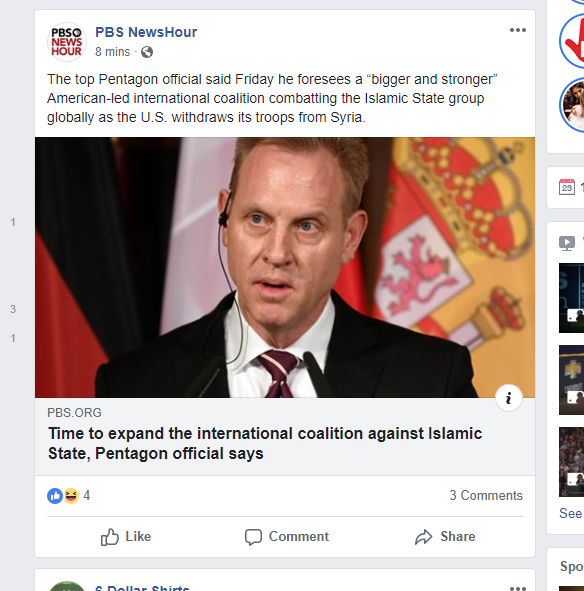 PBS
NEWS
HOUR
PBS NewsHour
8 mins ·
The top Pentagon official said Friday he foresees a “bigger and stronger”
American-led international coalition combatting the Islamic State group
globally as the U.S. withdraws its troops from Syria.
1
3
1
23
i
PBS.ORG
Time to expand the international coalition against Islamic
State, Pentagon official says
4
3 Comments
Like
Comment
Share
See
Spo
6 Dollar Shirts